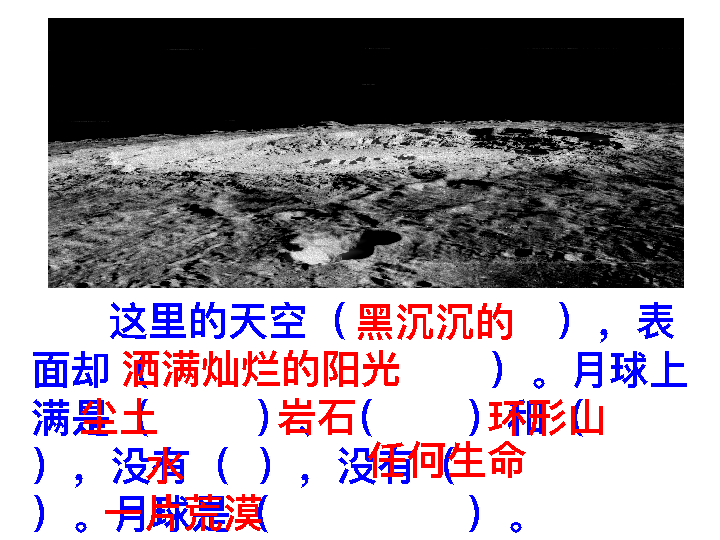 这里的天空（黑沉沉的　），表
面却（洒满灿烂的阳光　）。月球上
满是（尘土　），岩石（　）和（环形山
），没有（水），没有（任何生命
）。月球是（一片荒漠　）。